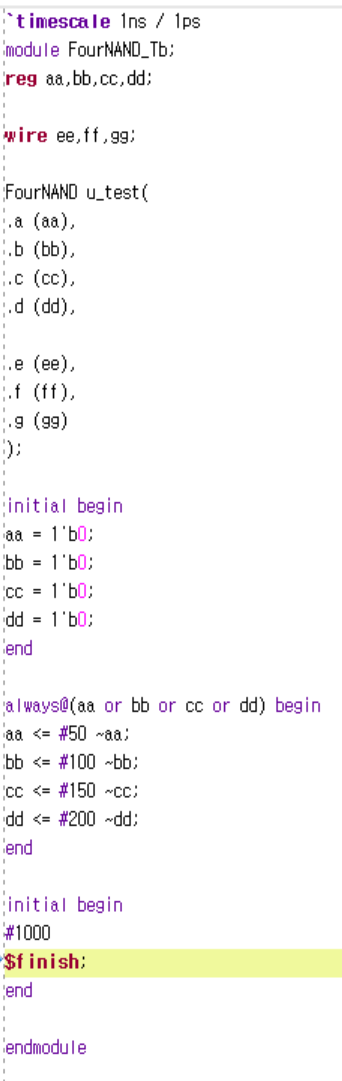 `timescale 1ns / 1ps
module FourNAND_Tb;
reg aa,bb,cc,dd;
wire ee,ff,gg;
FourNAND u_test(
.a (aa),
.b (bb),
.c (cc),
.d (dd),
.e (ee),
.f (ff),
.g (gg)
);
initial begin
aa = 1'b0;
bb = 1'b0;
cc = 1'b0;
dd = 1'b0;
end
always@(aa or bb or cc or dd) begin
aa <= #50 ~aa;
bb <= #100 ~bb;
cc <= #150 ~cc;
dd <= #200 ~dd;
end
initial begin
#1000
$finish;
end
endmodule